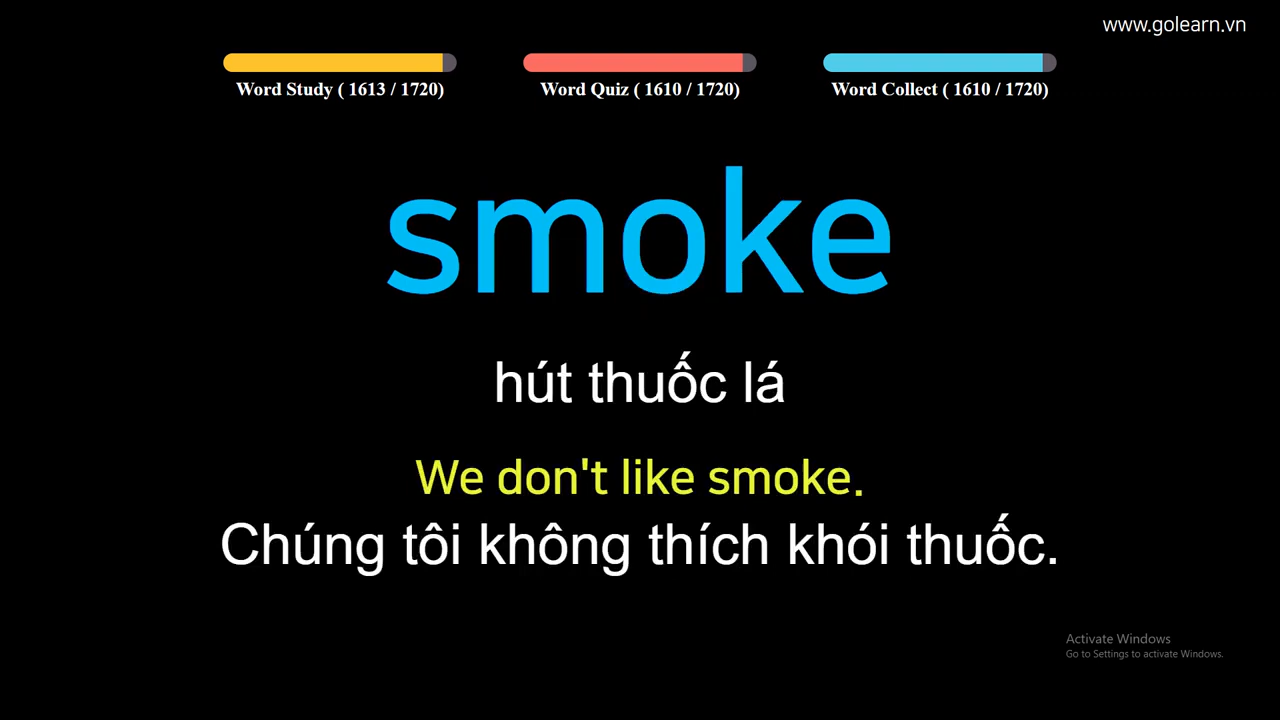 www.golearn.vn
Word Study ( 1613 / 1720) Word Quiz ( 1610 / 1720) Word Collect ( 1610 / 1720)
smoke
hút thuốc lá
We don't like smoke.
Chúng tôi không thích khói thuốc.
Activate Windows
Go to Settings to activate Windows.